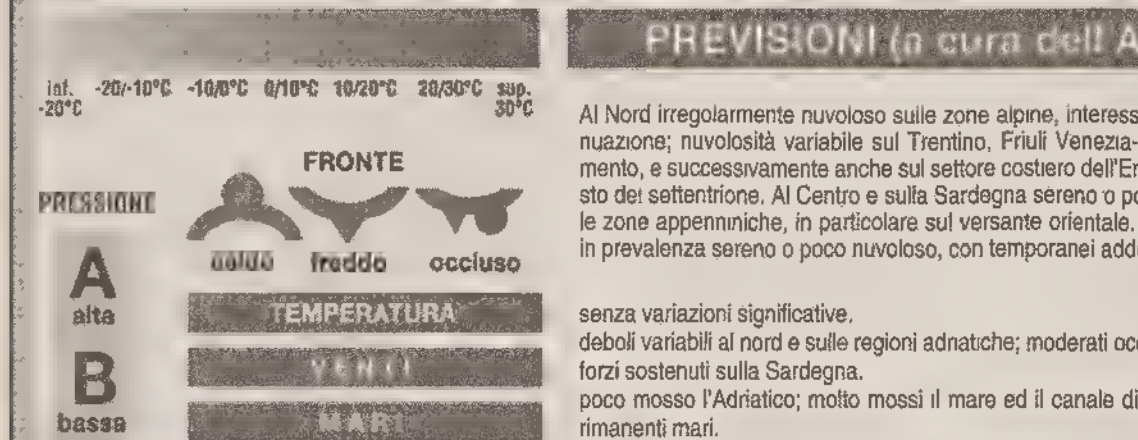 PREVISIONI (a cura dell'A
inf. -20/-10°C -10/0°C 0/10°C 10/20°C 20/30°C sup.
-20°C 30°C
Al Nord irregolarmente nuvoloso sulle zone alpine, interess
nuazione; nuvolosità variabile sul Trentino, Friuli Venezia-
mento, e successivamente anche sul settore costiero dell'Er
sto del settentrione. Al Centro e sulla Sardegna sereno o po
le zone appenniniche, in particolare sul versante orientale.
in prevalenza sereno o poco nuvoloso, con temporanei adde
FRONTE
PRESSIONE
caldo freddo occluso
A
alta
B
bassa
TEMPERATURA
VENTI
MARI
senza variazioni significative.
deboli variabili al nord e sulle regioni adriatiche; moderati occ
forzi sostenuti sulla Sardegna.
poco mosso l'Adriatico; molto mossi il mare ed il canale di
rimanenti mari.